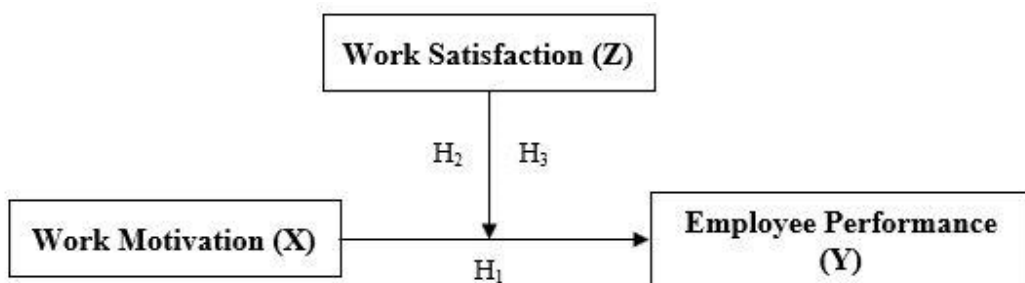 Work Satisfaction (Z)
H₂ H₃
Work Motivation (X)
H₁
Employee Performance
(Y)